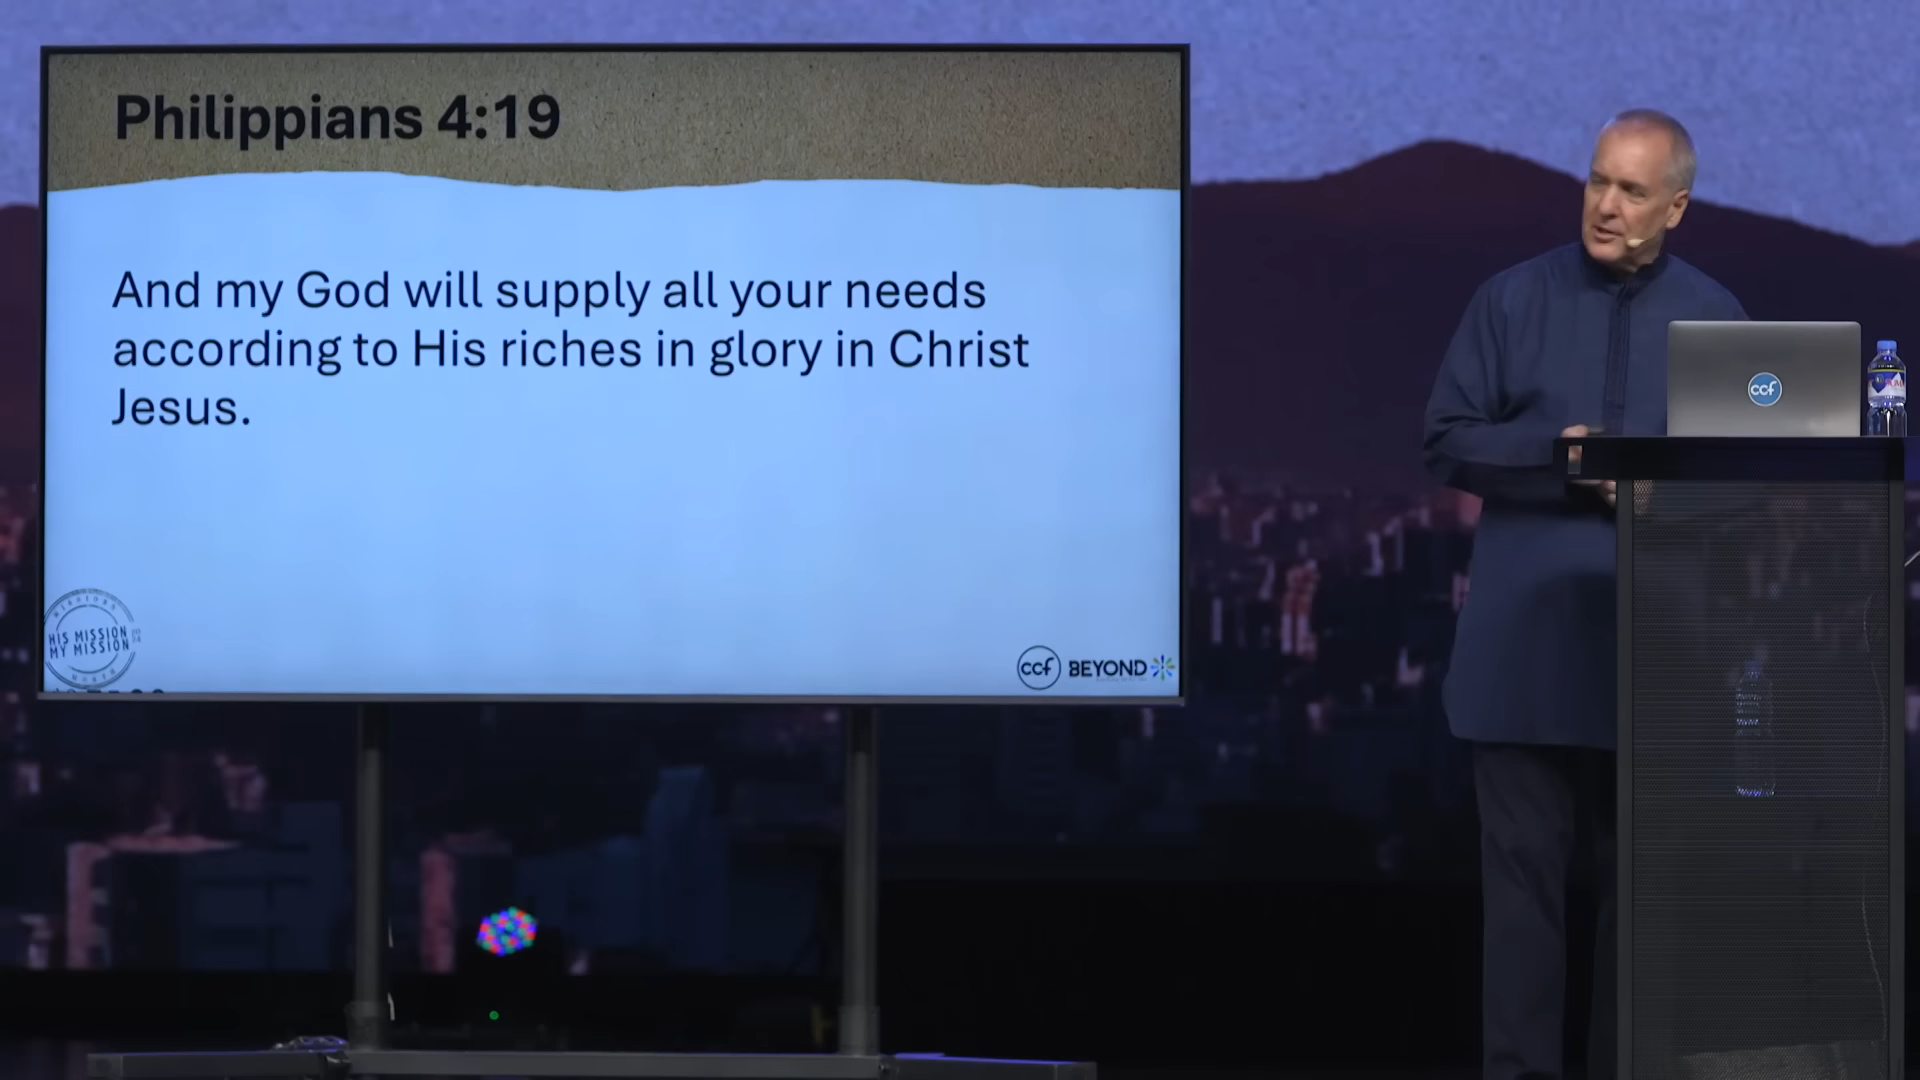 Philippians 4:19
And my God will supply all your needs
according to His riches in glory in Christ
Jesus.
HIS MISSION
MY MISSION
ccf BEYOND
ccf